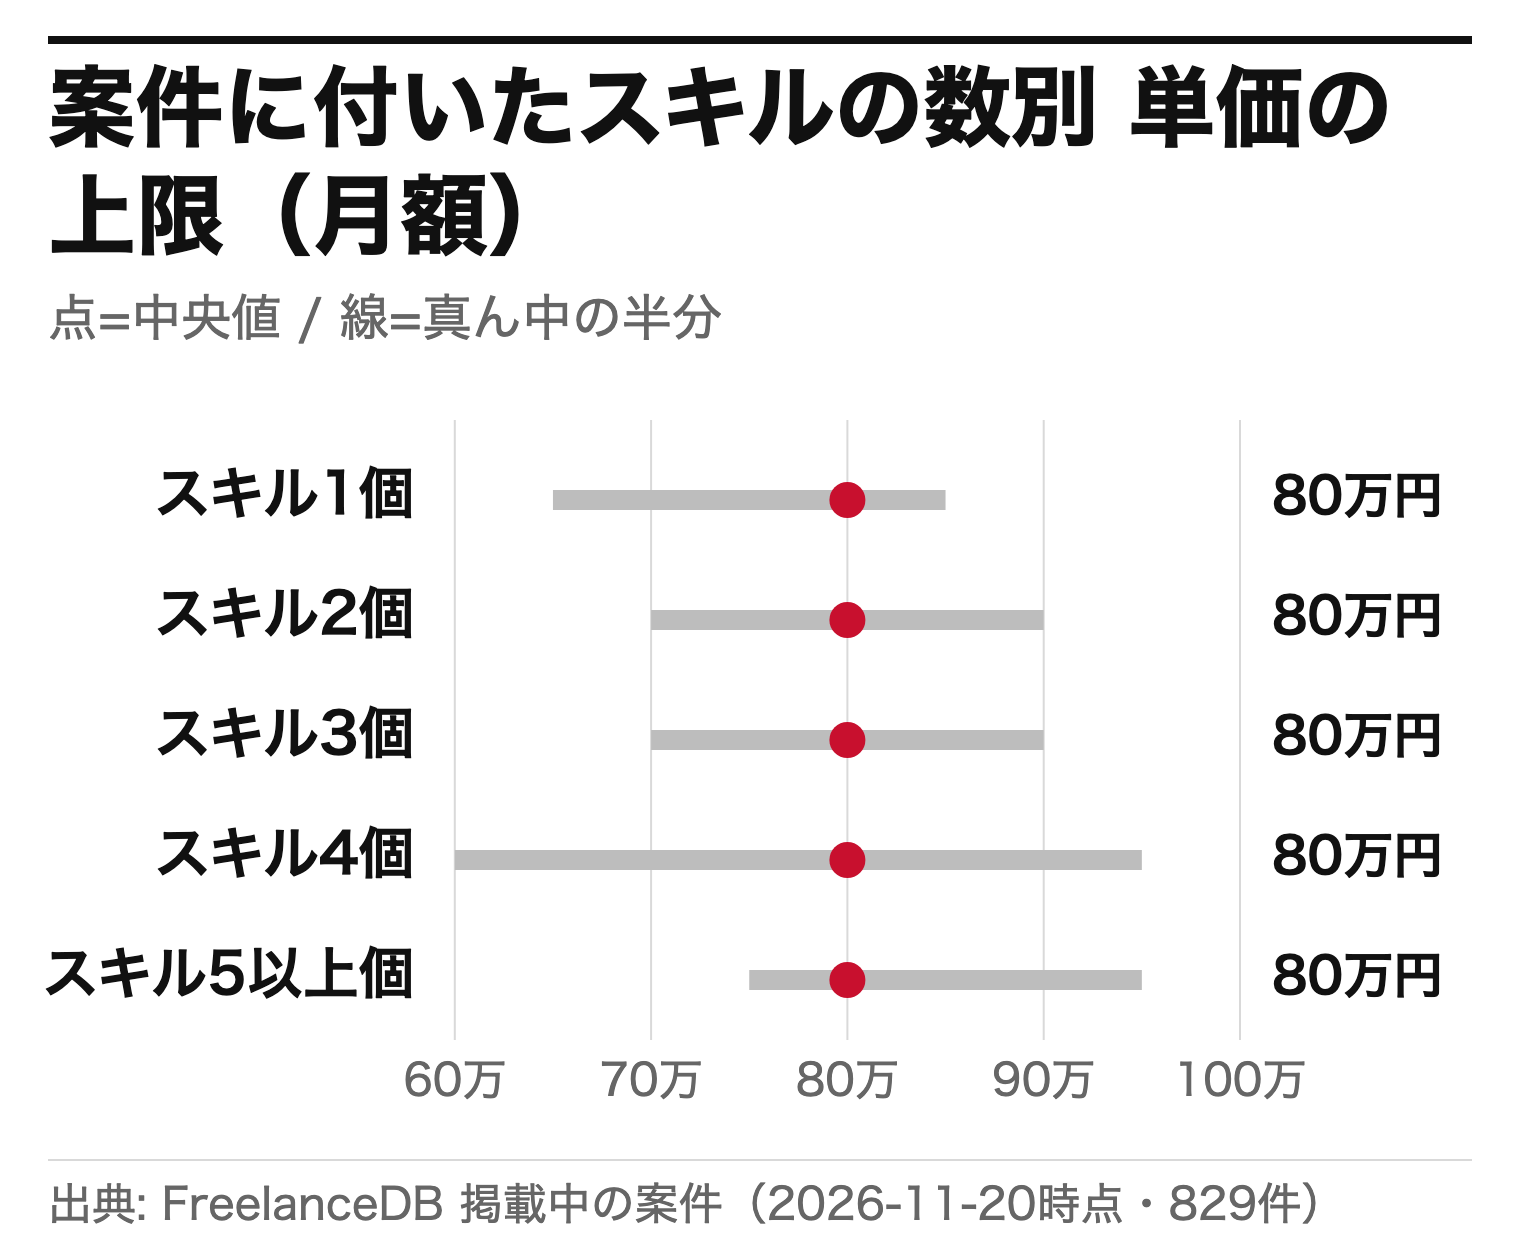 案件に付いたスキルの数別 単価の
上限（月額）
点=中央値 / 線=真ん中の半分
スキル1個 80万円
スキル2個 80万円
スキル3個 80万円
スキル4個 80万円
スキル5以上個 80万円
60万 70万 80万 90万 100万
出典: FreelanceDB 掲載中の案件（2026-11-20時点・829件）